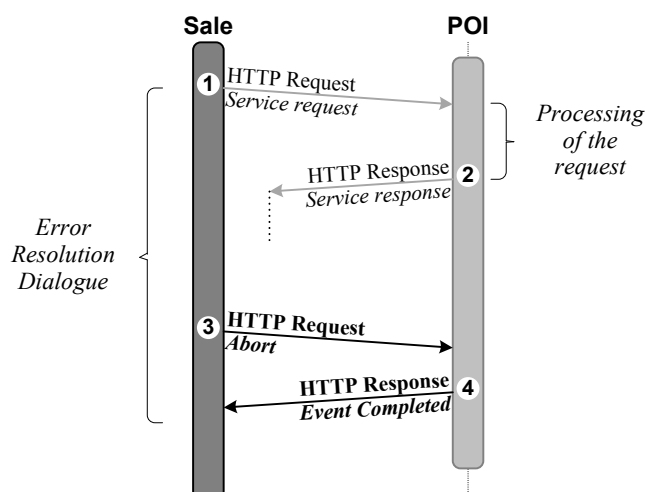 Sale
POI
1
HTTP Request
Service request
Processing
of the
request
HTTP Response
2
Service response
Error
Resolution
Dialogue
3
HTTP Request
Abort
HTTP Response
4
Event Completed